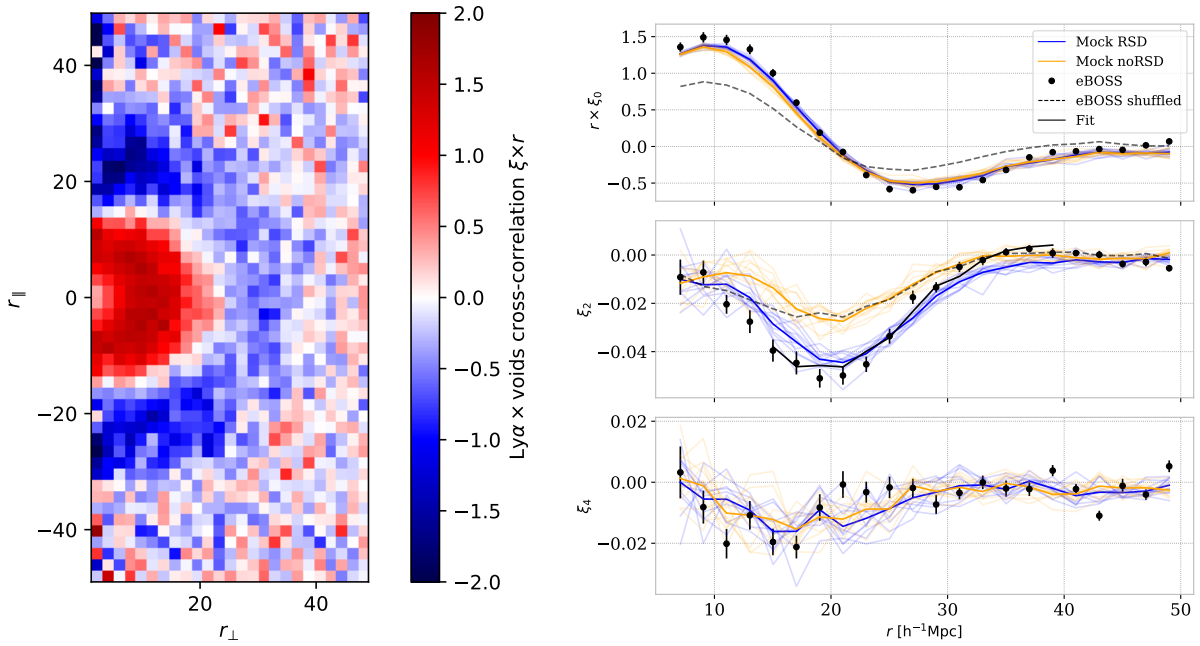 40
20
0
−20
−40
r∥
20
40
r⊥
2.0
1.5
1.0
0.5
0.0
−0.5
−1.0
−1.5
−2.0
Lyα × voids cross-correlation ξ×r
1.5
1.0
0.5
0.0
−0.5
r × ξ0
Mock RSD
Mock noRSD
eBOSS
eBOSS shuffled
Fit
0.00
−0.02
−0.04
ξ2
0.02
0.00
−0.02
ξ4
10
20
30
40
50
r [h⁻¹Mpc]